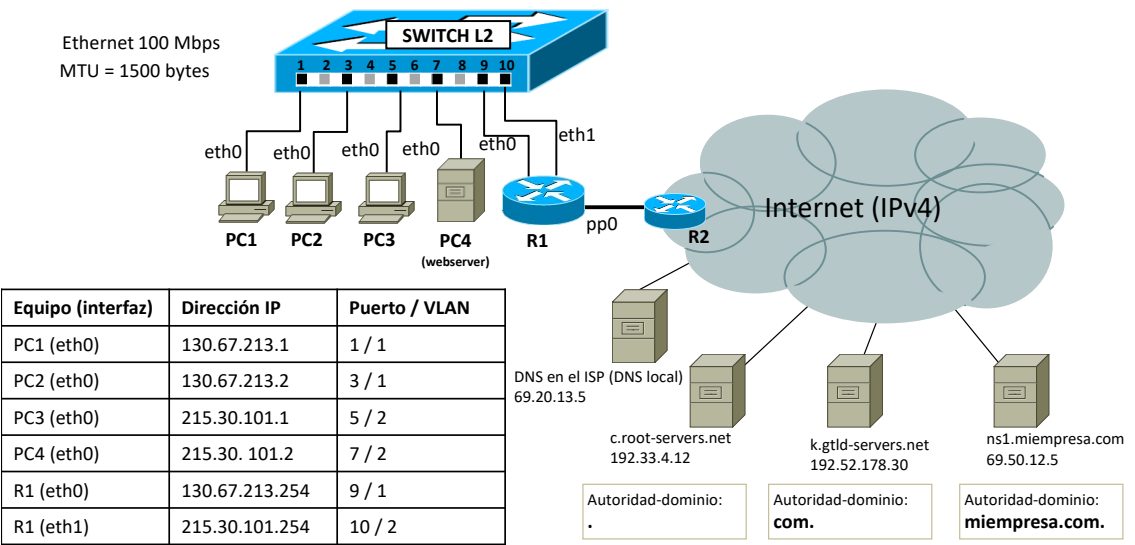 Ethernet 100 Mbps
MTU = 1500 bytes
SWITCH L2
1 2 3 4 5 6 7 8 9 10
eth0
eth0
eth0
eth0
eth0
eth1
PC1
PC2
PC3
PC4
(webserver)
R1
pp0
R2
Internet (IPv4)
Equipo (interfaz) Dirección IP Puerto / VLAN
PC1 (eth0) 130.67.213.1 1 / 1
PC2 (eth0) 130.67.213.2 3 / 1
PC3 (eth0) 215.30.101.1 5 / 2
PC4 (eth0) 215.30. 101.2 7 / 2
R1 (eth0) 130.67.213.254 9 / 1
R1 (eth1) 215.30.101.254 10 / 2
DNS en el ISP (DNS local)
69.20.13.5
c.root-servers.net
192.33.4.12
k.gtld-servers.net
192.52.178.30
ns1.miempresa.com
69.50.12.5
Autoridad-dominio:
.
Autoridad-dominio:
com.
Autoridad-dominio:
miempresa.com.